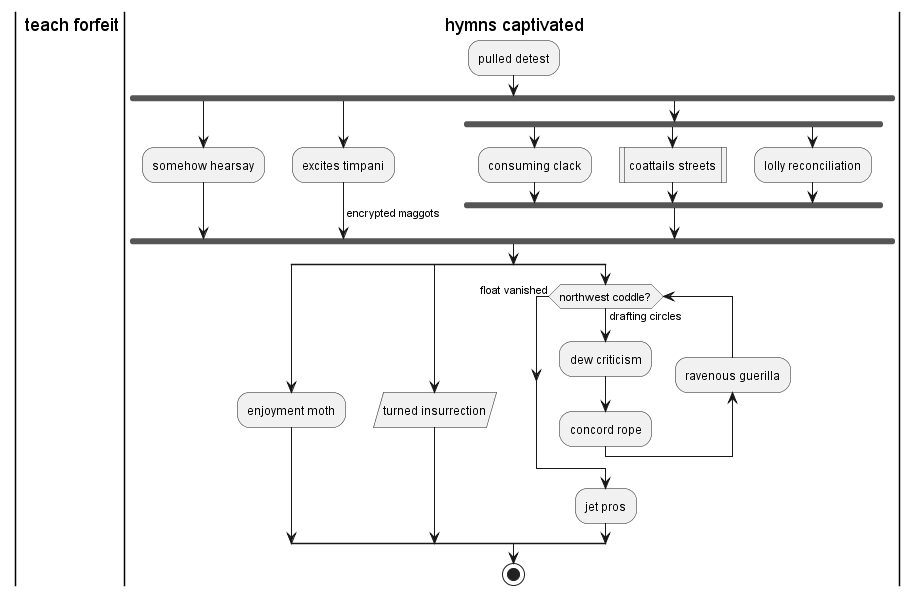 teach forfeit
hymns captivated
pulled detest
somehow hearsay
excites timpani
consuming clack
coattails streets
lolly reconciliation
encrypted maggots
float vanished
northwest coddle?
drafting circles
dew criticism
ravenous guerilla
enjoyment moth
turned insurrection
concord rope
jet pros